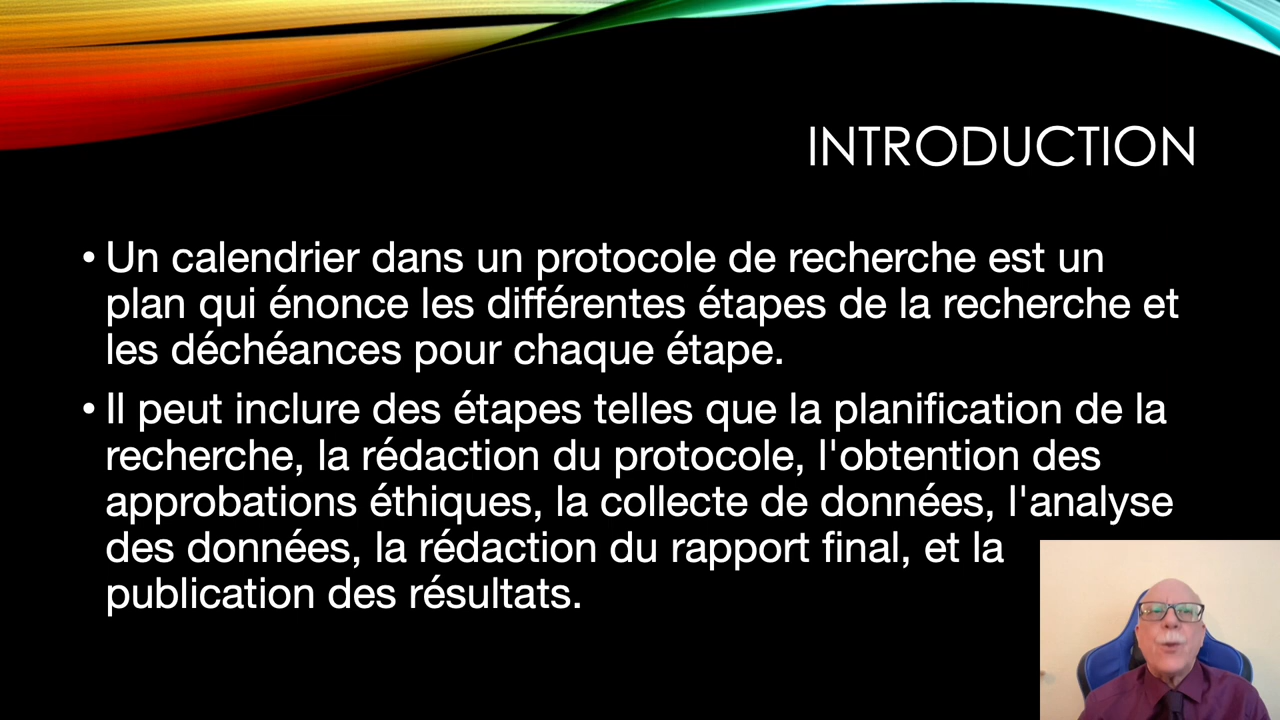 INTRODUCTION
• Un calendrier dans un protocole de recherche est un
plan qui énonce les différentes étapes de la recherche et
les déchéances pour chaque étape.
• Il peut inclure des étapes telles que la planification de la
recherche, la rédaction du protocole, l'obtention des
approbations éthiques, la collecte de données, l'analyse
des données, la rédaction du rapport final, et la
publication des résultats.